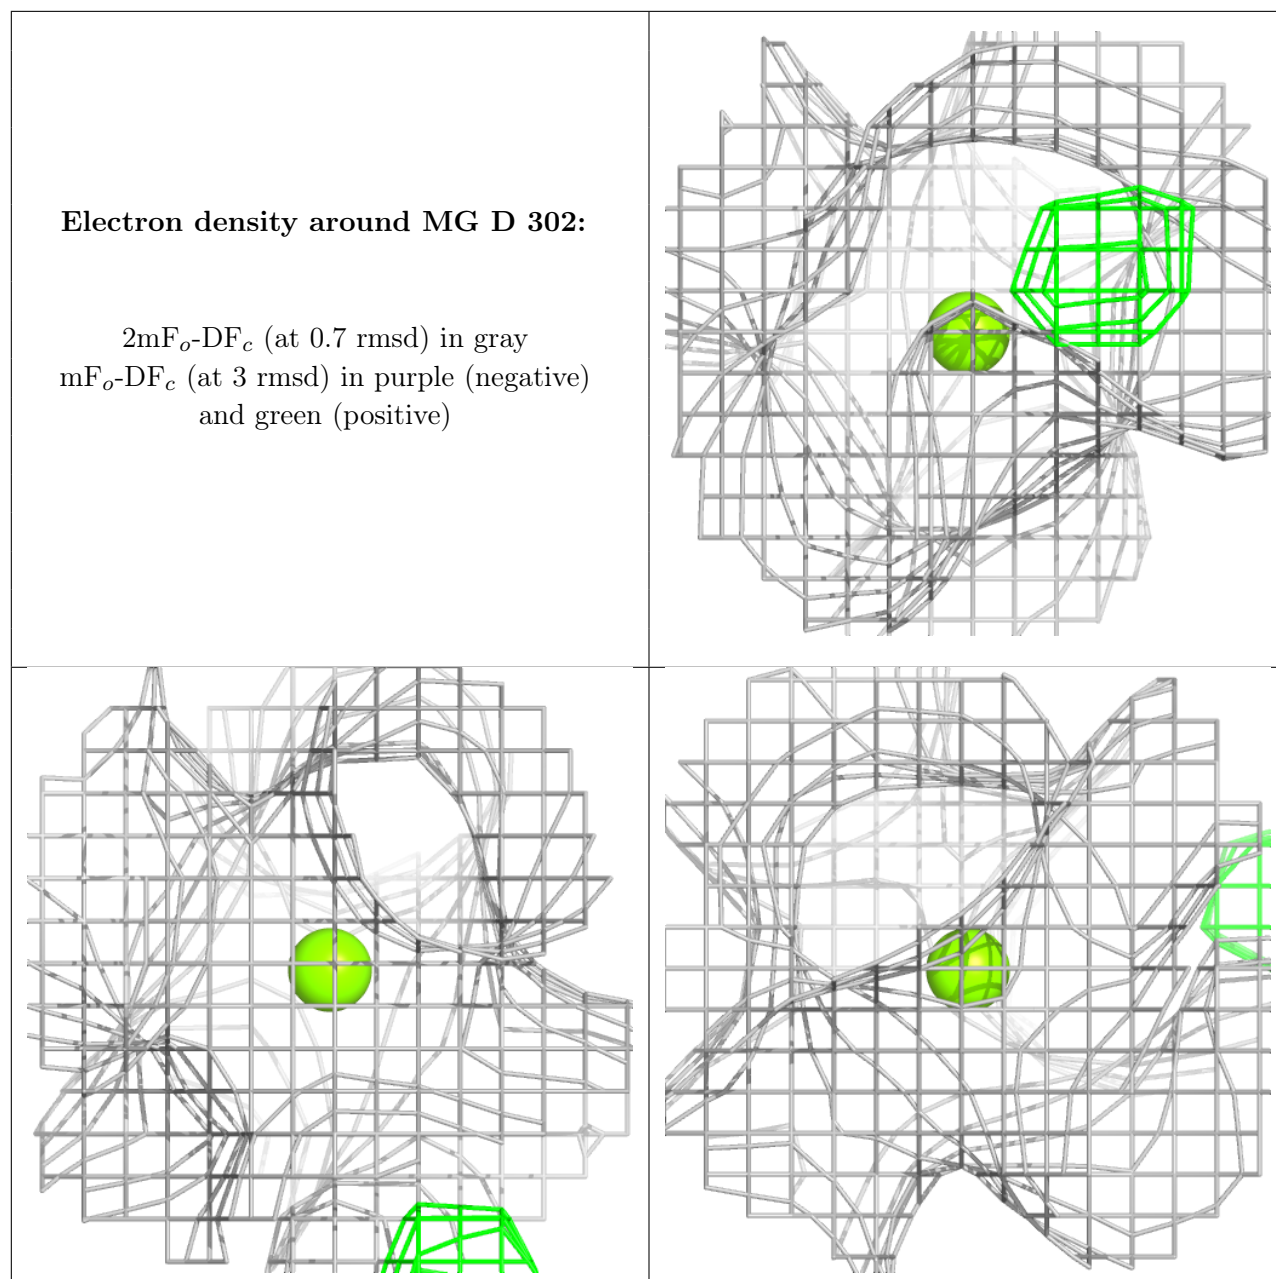 Electron density around MG D 302:
2mFo-DFc (at 0.7 rmsd) in gray
mFo-DFc (at 3 rmsd) in purple (negative)
and green (positive)